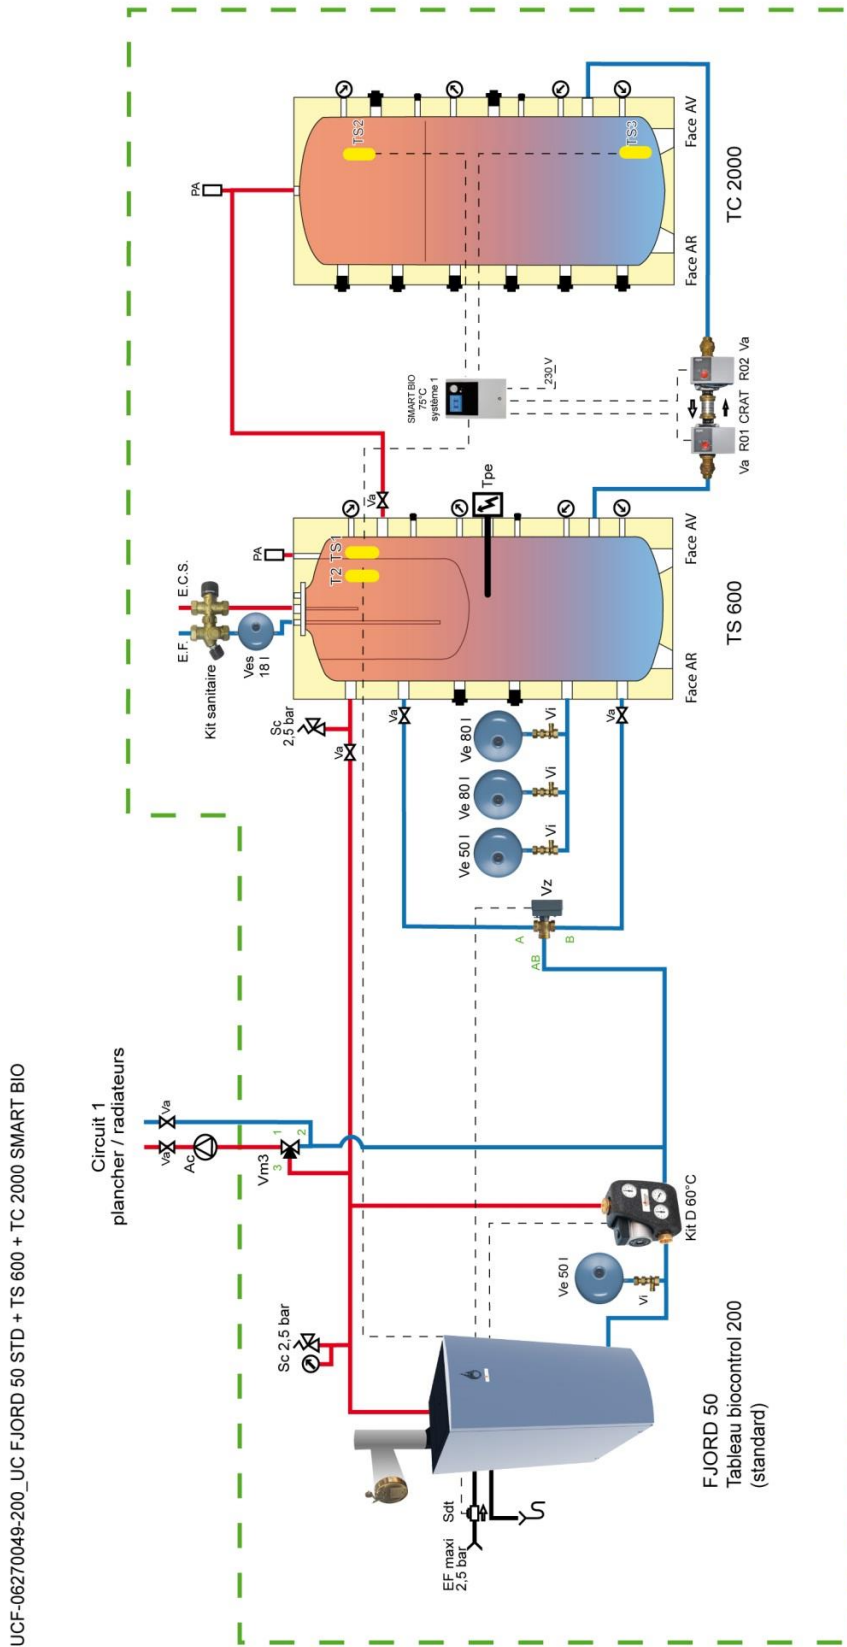 UCF-06270049-200_UC FJORD 50 STD + TS 600 + TC 2000 SMART BIO
Circuit 1
plancher / radiateurs
Va
Va
Ac
Vm3
1
2
3
Sc 2,5 bar
EF maxi
2,5 bar
Sdt
FJORD 50
Tableau biocontrol 200
(standard)
Ve 50 l
Vi
Kit D 60°C
AB
A
B
Vz
Ve 50 l
Ve 80 l
Ve 80 l
Vi
Vi
Vi
Sc
2,5 bar
Va
Va
Va
Kit sanitaire
E.F.
E.C.S.
Ves
18 l
PA
T2
TS1
Va
Tpe
Face AR
Face AV
TS 600
SMART BIO
75°C
système 1
230 V
Va
R01
CRAT
R02
Va
PA
TS2
TS3
Face AR
Face AV
TC 2000